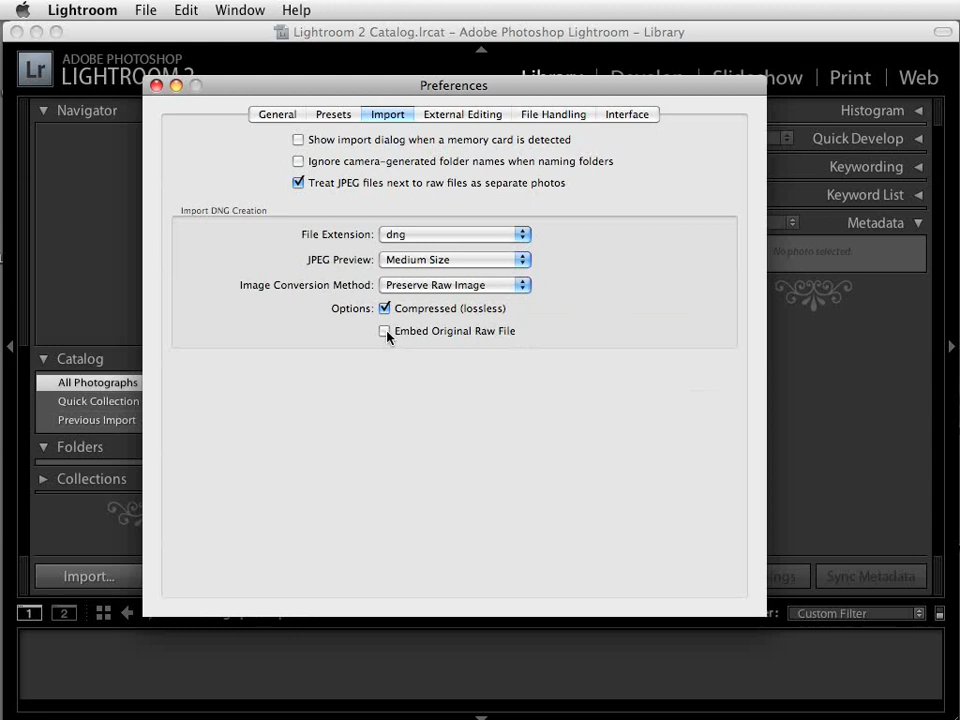 Lightroom File Edit Window Help
Lightroom 2 Catalog.lrcat – Adobe Photoshop Lightroom – Library
Lr ADOBE PHOTOSHOP
LIGHTROOM 2
Print Web
Preferences
General Presets Import External Editing File Handling Interface
Show import dialog when a memory card is detected
Ignore camera-generated folder names when naming folders
Treat JPEG files next to raw files as separate photos
Import DNG Creation
File Extension: dng
JPEG Preview: Medium Size
Image Conversion Method: Preserve Raw Image
Options: Compressed (lossless)
Embed Original Raw File
Navigator
Catalog
All Photographs
Quick Collection
Previous Import
Folders
Collections
Import...
Histogram
Quick Develop
Keywording
Keyword List
Metadata
No photo selected.
Sync Metadata
1 2
Custom Filter